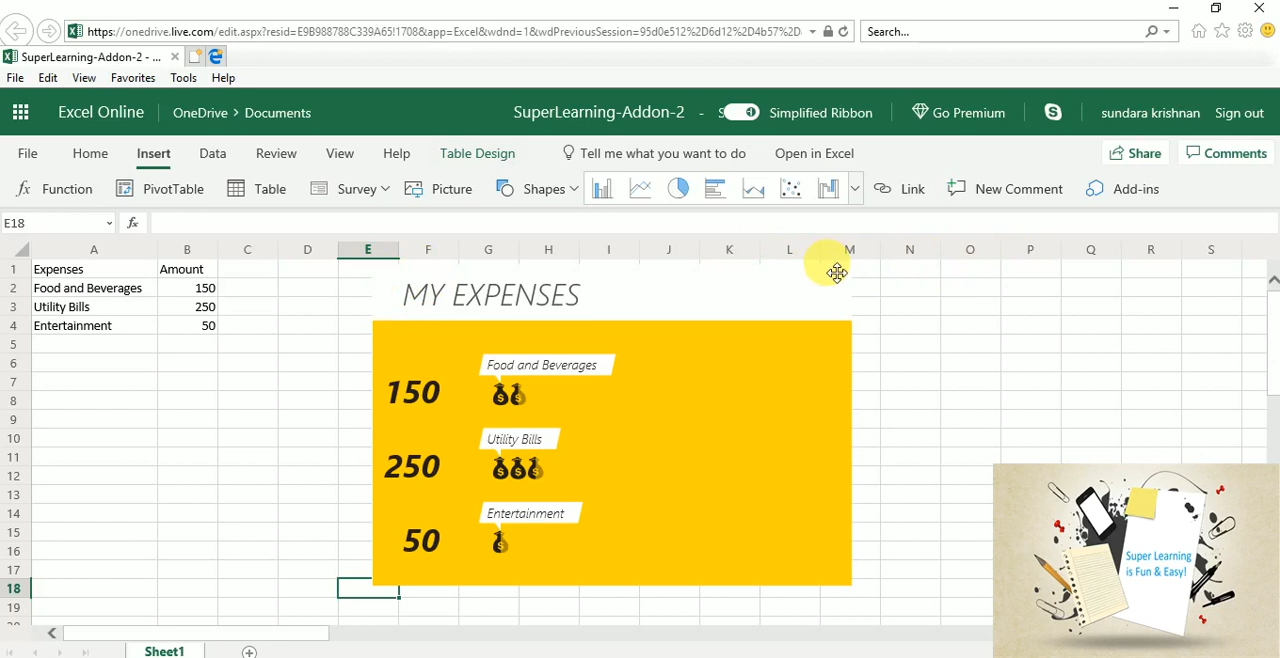 https://onedrive.live.com/edit.aspx?resid=E9B988788C339A65!1708&app=Excel&wdnd=1&wdPreviousSession=95d0e512%2D6d12%2D4b57%2D
Search...
SuperLearning-Addon-2 - ...
File Edit View Favorites Tools Help
Excel Online OneDrive > Documents SuperLearning-Addon-2 - S Simplified Ribbon Go Premium sundara krishnan Sign out
File Home Insert Data Review View Help Table Design Tell me what you want to do Open in Excel Share Comments
fx Function PivotTable Table Survey Picture Shapes Link New Comment Add-ins
E18 fx
A B C D E F G H I J K L M N O P Q R S
1 Expenses Amount
2 Food and Beverages 150
3 Utility Bills 250
4 Entertainment 50
5
6
7
8
9
10
11
12
13
14
15
16
17
18
19
MY EXPENSES
Food and Beverages
150
Utility Bills
250
Entertainment
50
Super Learning
is Fun & Easy!
Sheet1